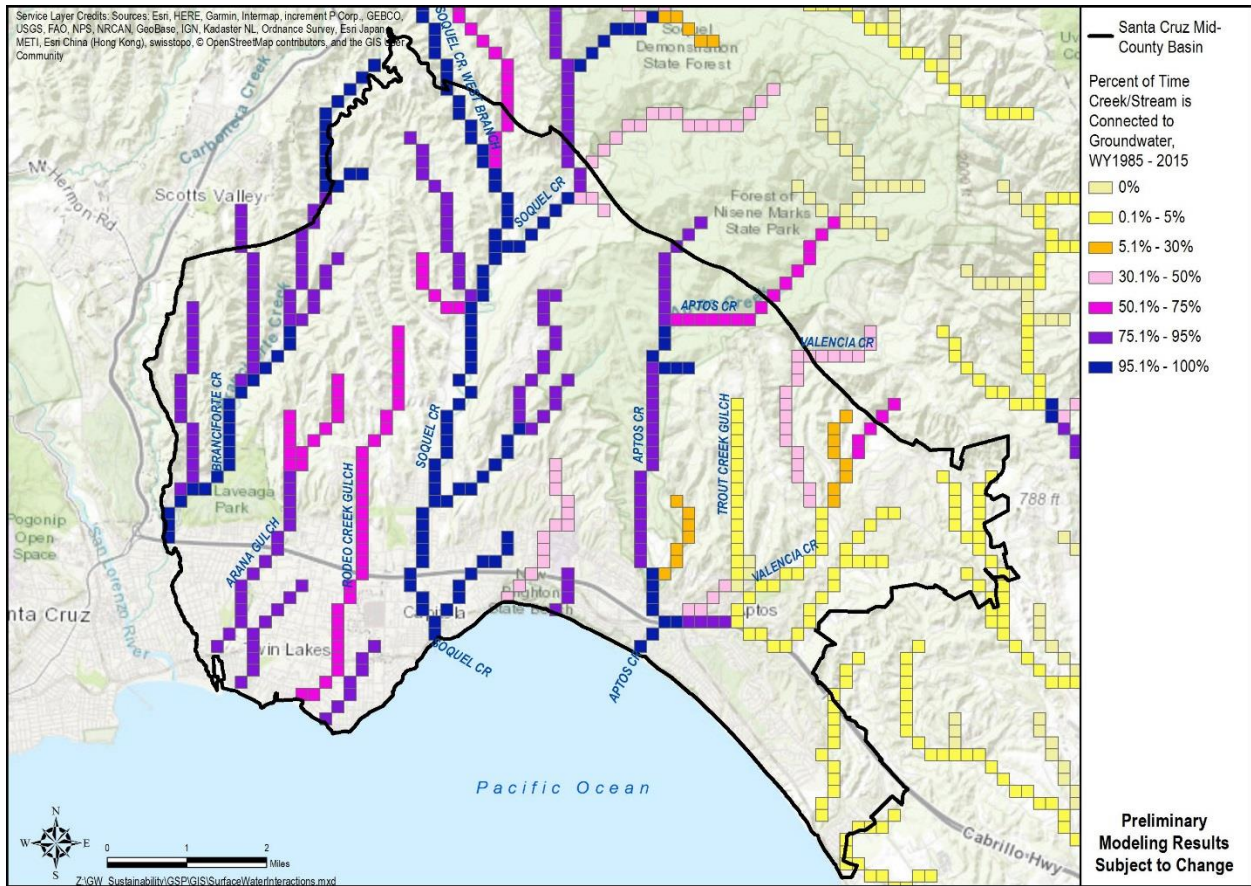 Service Layer Credits: Sources: Esri, HERE, Garmin, Intermap, increment P Corp., GEBCO,
USGS, FAO, NPS, NRCAN, GeoBase, IGN, Kadaster NL, Ordnance Survey, Esri Japan,
METI, Esri China (Hong Kong), swisstopo, © OpenStreetMap contributors, and the GIS User
Community
Santa Cruz Mid-
County Basin
Percent of Time
Creek/Stream is
Connected to
Groundwater,
WY1985 - 2015
0%
0.1% - 5%
5.1% - 30%
30.1% - 50%
50.1% - 75%
75.1% - 95%
95.1% - 100%
Preliminary
Modeling Results
Subject to Change
SOQUEL CR, WEST BRANCH
Soquel
Demonstration
State Forest
Carbonera Creek
Mt Hermon Rd
Scotts Valley
SOQUEL CR
Forest of
Nisene Marks
State Park
APTOS CR
VALENCIA CR
BRANCIFORTE CR
SOQUEL CR
APTOS CR
TROUT CREEK GULCH
Laveaga
Park
788 ft
Pogonip
Open
Space
San Lorenzo River
ARANA GULCH
RODEO CREEK GULCH
VALENCIA CR
New
Brighton
State Beach
nta Cruz
Capitola
Aptos
Twin Lakes
SOQUEL CR
APTOS CR
Pacific Ocean
Cabrillo Hwy
N
W
E
S
0
1
2
Miles
Z:\GW_Sustainability\GSP\GIS\SurfaceWaterInteractions.mxd